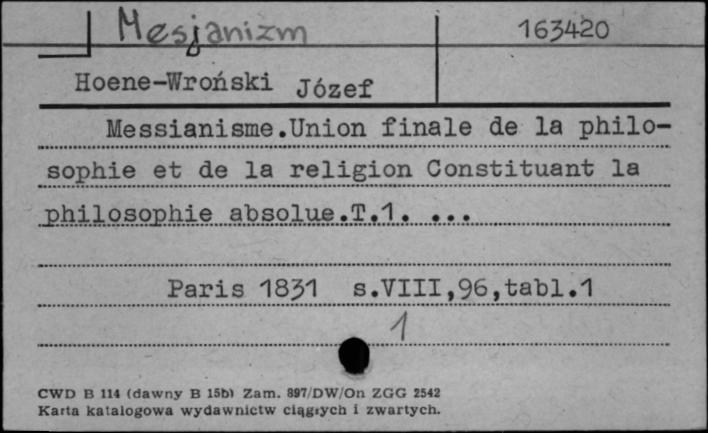 Mesjanizm 163420
Hoene-Wroński Józef
Messianisme.Union finale de la philo-
sophie et de la religion Constituant la
philosophie absolue.T.1. ...
Paris 1831 s.VIII,96,tabl.1
1
CWD B 114 (dawny B 15b) Zam. 897/DW/On ZGG 2542
Karta katalogowa wydawnictw ciągłych i zwartych.